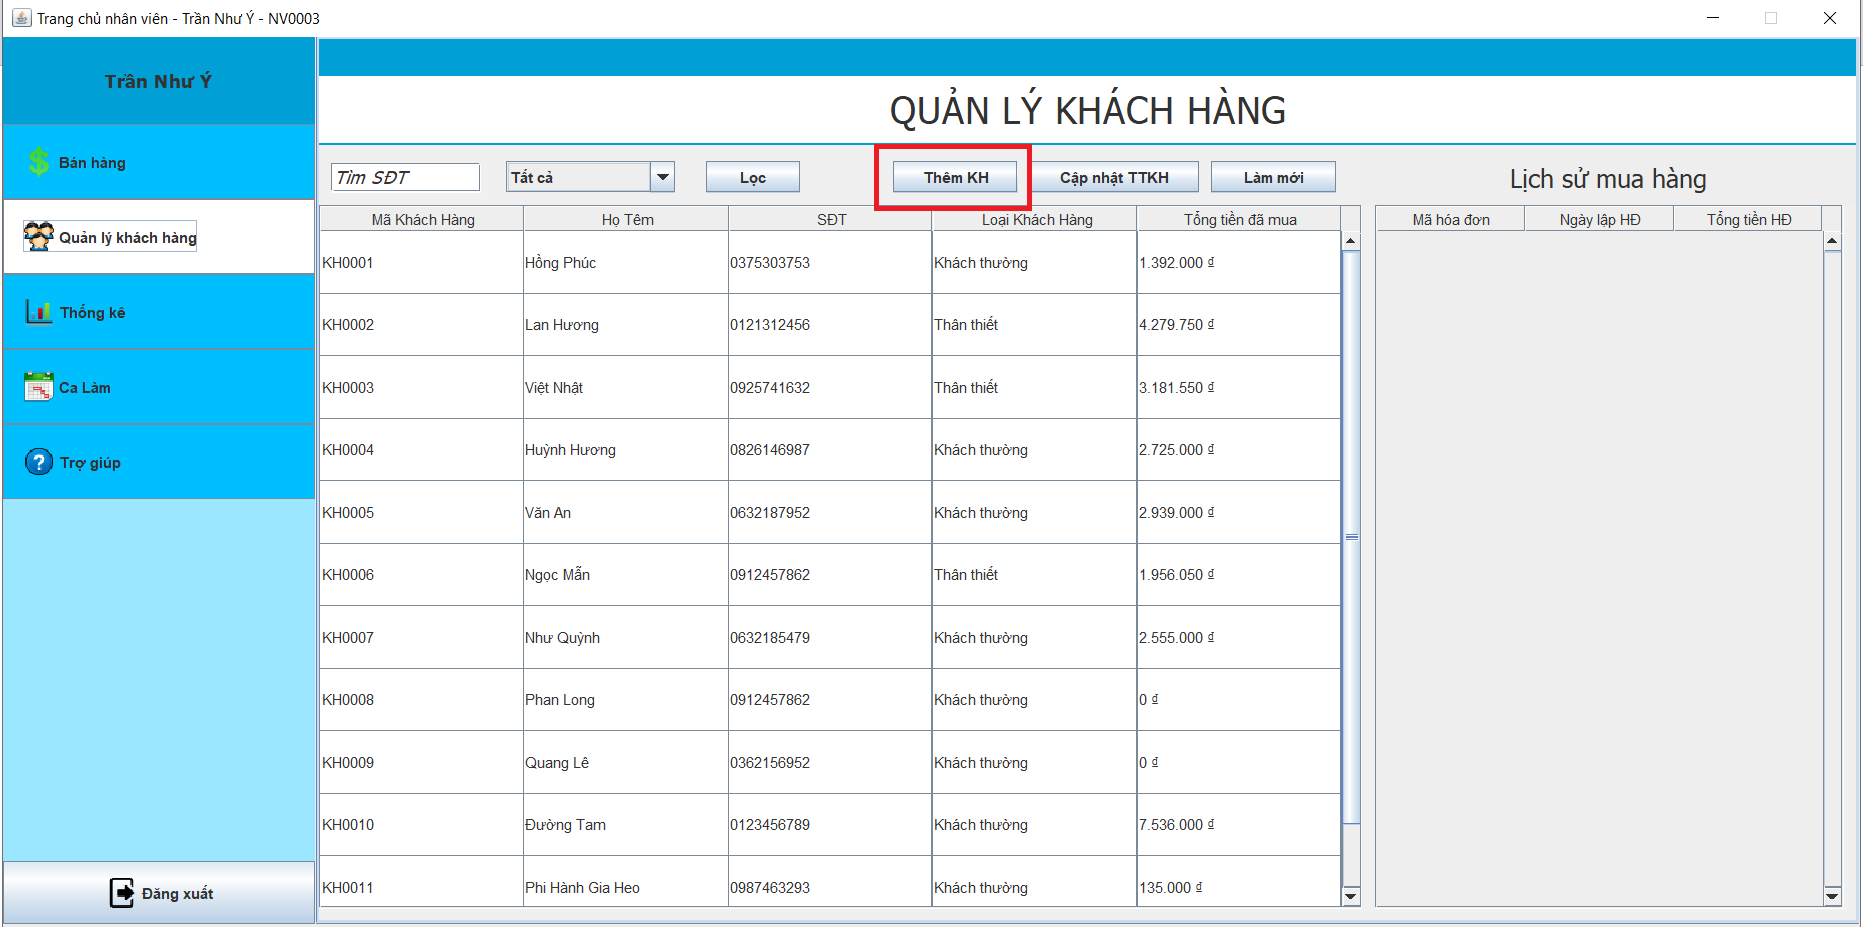 Trang chủ nhân viên - Trần Như Ý - NV0003
Trần Như Ý
Bán hàng
Quản lý khách hàng
Thống kê
Ca Làm
Trợ giúp
Đăng xuất
QUẢN LÝ KHÁCH HÀNG
Tìm SĐT Tất cả Lọc Thêm KH Cập nhật TTKH Làm mới
Mã Khách Hàng Họ Têm SĐT Loại Khách Hàng Tổng tiền đã mua
KH0001 Hồng Phúc 0375303753 Khách thường 1.392.000 ₫
KH0002 Lan Hương 0121312456 Thân thiết 4.279.750 ₫
KH0003 Việt Nhật 0925741632 Thân thiết 3.181.550 ₫
KH0004 Huỳnh Hương 0826146987 Khách thường 2.725.000 ₫
KH0005 Văn An 0632187952 Khách thường 2.939.000 ₫
KH0006 Ngọc Mẫn 0912457862 Thân thiết 1.956.050 ₫
KH0007 Như Quỳnh 0632185479 Khách thường 2.555.000 ₫
KH0008 Phan Long 0912457862 Khách thường 0 ₫
KH0009 Quang Lê 0362156952 Khách thường 0 ₫
KH0010 Đường Tam 0123456789 Khách thường 7.536.000 ₫
KH0011 Phi Hành Gia Heo 0987463293 Khách thường 135.000 ₫
Lịch sử mua hàng
Mã hóa đơn Ngày lập HĐ Tổng tiền HĐ